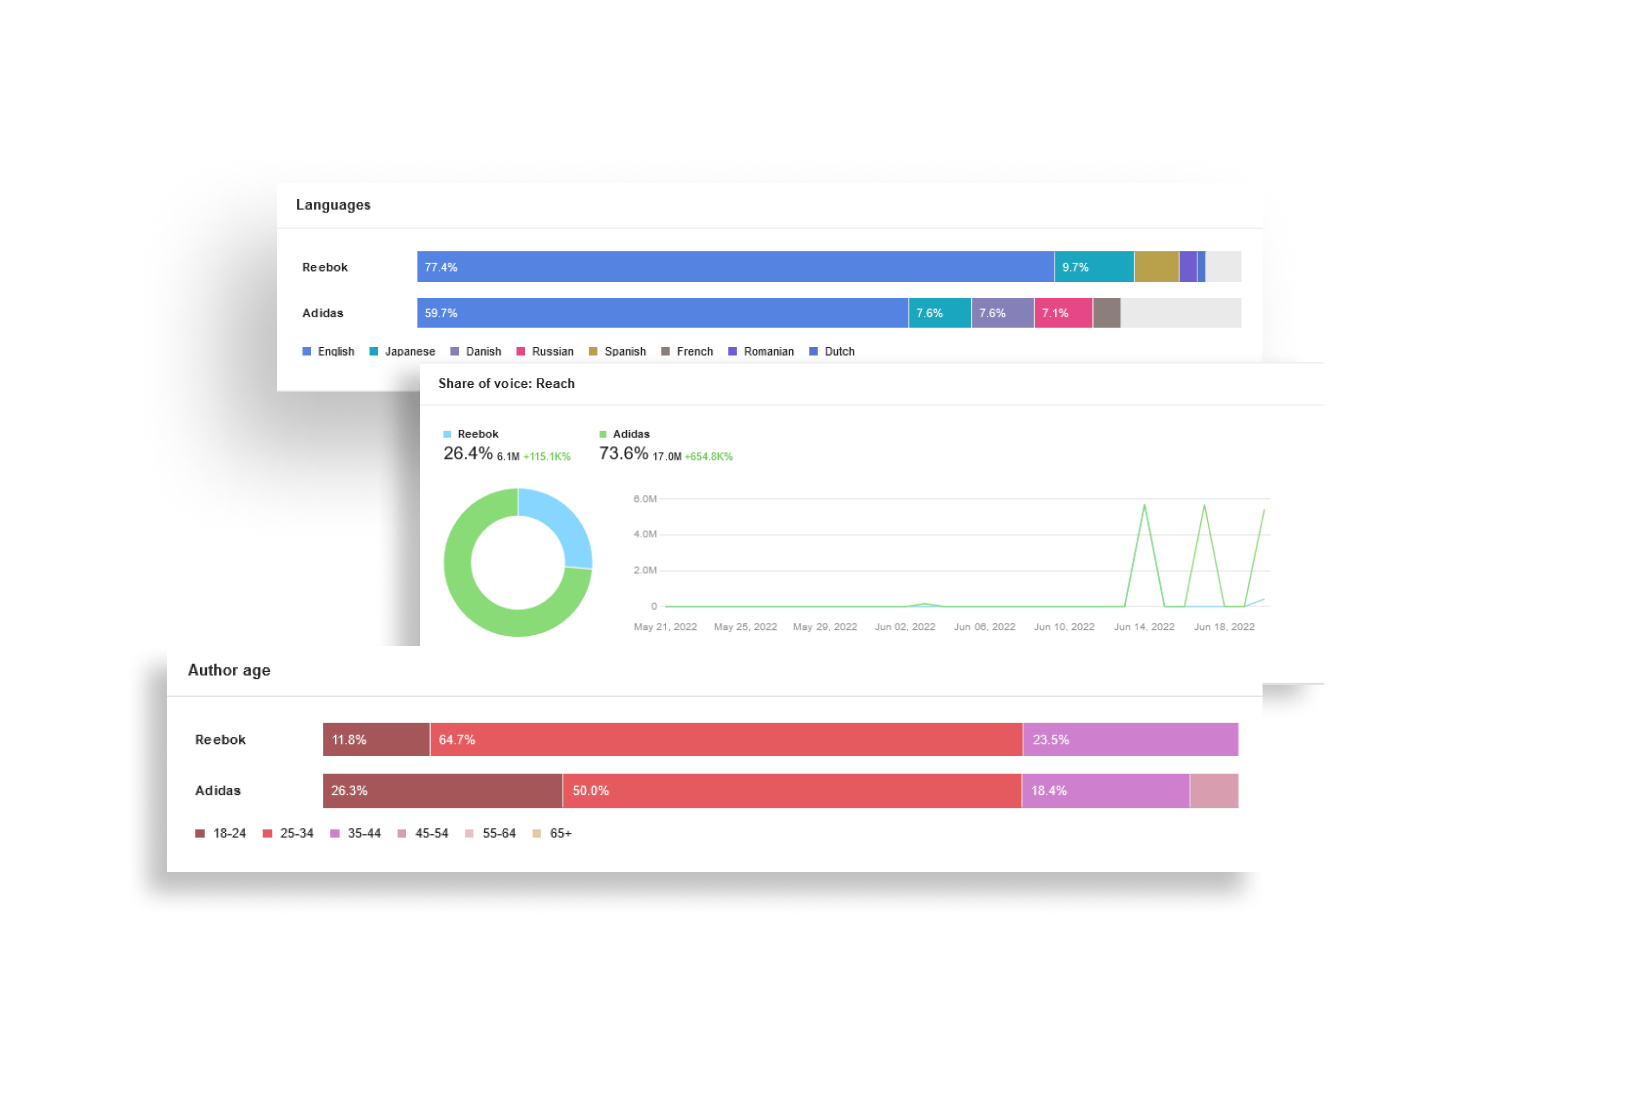 Languages
Reebok 77.4% 9.7%
Adidas 59.7% 7.6% 7.6% 7.1%
English Japanese Danish Russian Spanish French Romanian Dutch
Share of voice: Reach
Reebok Adidas
26.4% 6.1M +115.1K% 73.6% 17.0M +654.8K%
6.0M
4.0M
2.0M
0
May 21, 2022 May 25, 2022 May 29, 2022 Jun 02, 2022 Jun 06, 2022 Jun 10, 2022 Jun 14, 2022 Jun 18, 2022
Author age
Reebok 11.8% 64.7% 23.5%
Adidas 26.3% 50.0% 18.4%
18-24 25-34 35-44 45-54 55-64 65+